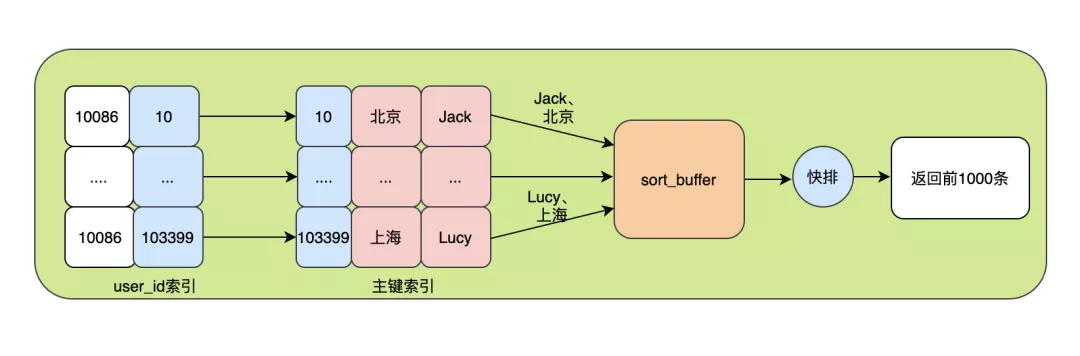 10086 10 10 北京 Jack
.... ... .... ... ...
10086 103399 103399 上海 Lucy
user_id索引
主键索引
Jack、
北京
Lucy、
上海
sort_buffer
快排
返回前1000条